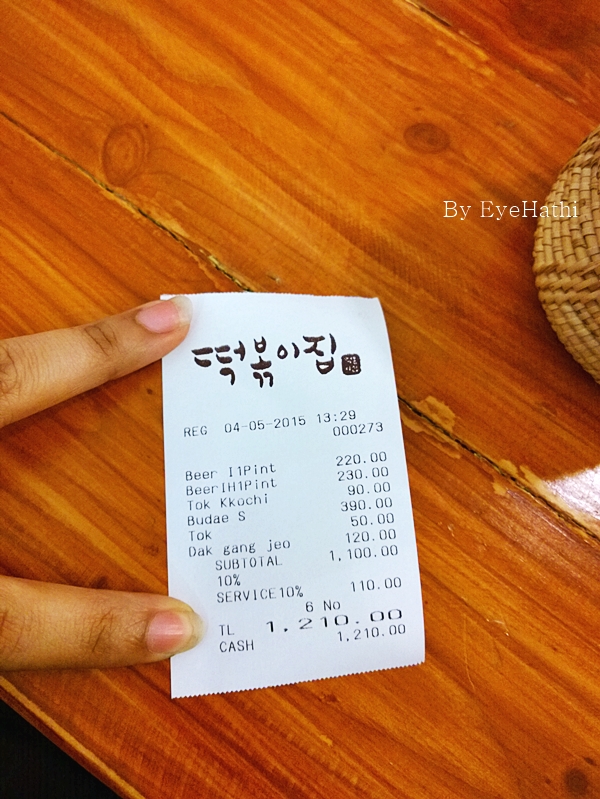 By EyeHathi
떡볶이집
REG 04-05-2015 13:29
000273
Beer I1Pint 220.00
BeerIH1Pint 230.00
Tok Kkochi 90.00
Budae S 390.00
Tok 50.00
Dak gang jeo 120.00
SUBTOTAL 1,100.00
10%
SERVICE10% 110.00
6 No
TL 1,210.00
CASH 1,210.00